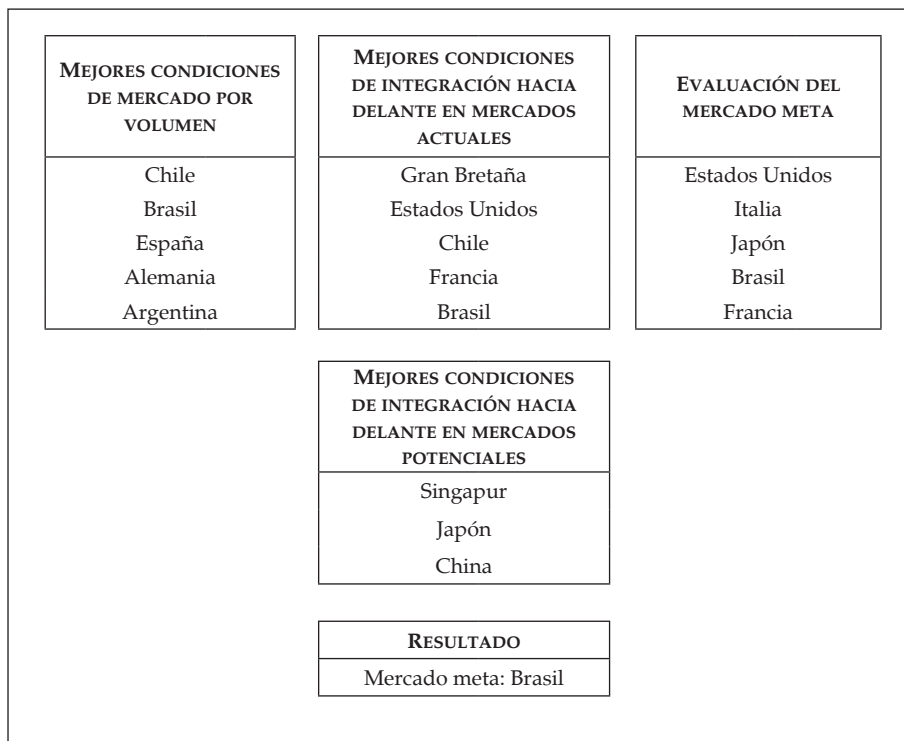 MEJORES CONDICIONES
DE MERCADO POR
VOLUMEN
Chile
Brasil
España
Alemania
Argentina
MEJORES CONDICIONES
DE INTEGRACIÓN HACIA
DELANTE EN MERCADOS
ACTUALES
Gran Bretaña
Estados Unidos
Chile
Francia
Brasil
EVALUACIÓN DEL
MERCADO META
Estados Unidos
Italia
Japón
Brasil
Francia
MEJORES CONDICIONES
DE INTEGRACIÓN HACIA
DELANTE EN MERCADOS
POTENCIALES
Singapur
Japón
China
RESULTADO
Mercado meta: Brasil